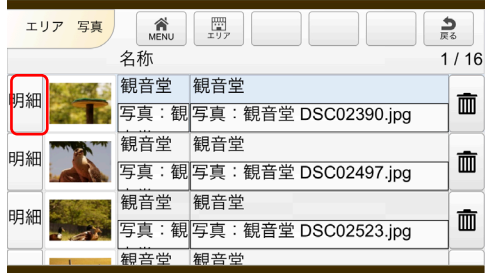 エリア 写真
MENU
エリア
戻る
名称
1 / 16
明細
観音堂 観音堂
写真：観 写真：観音堂 DSC02390.jpg
明細
観音堂 観音堂
写真：観 写真：観音堂 DSC02497.jpg
明細
観音堂 観音堂
写真：観 写真：観音堂 DSC02523.jpg
観音堂 観音堂